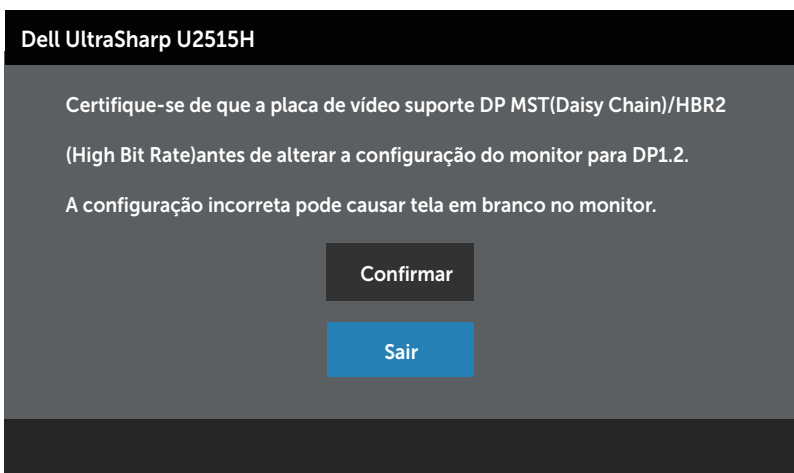 Dell UltraSharp U2515H
Certifique-se de que a placa de vídeo suporte DP MST(Daisy Chain)/HBR2
(High Bit Rate)antes de alterar a configuração do monitor para DP1.2.
A configuração incorreta pode causar tela em branco no monitor.
Confirmar
Sair